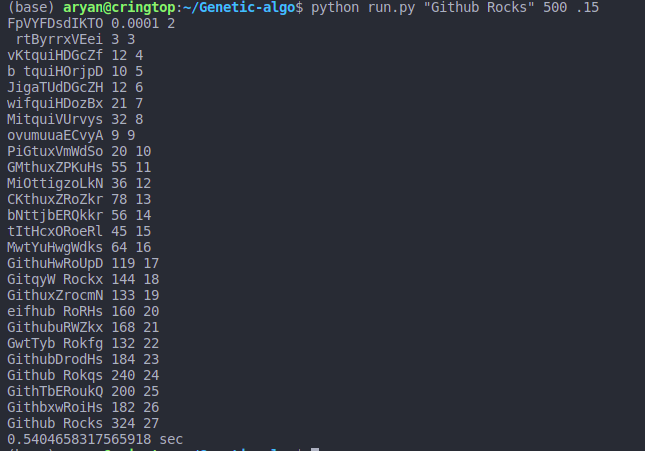 (base) aryan@cringtop:~/Genetic-algo$ python run.py "Github Rocks" 500 .15
FpVYFDsdIKTO 0.0001 2
 rtByrrxVEei 3 3
vKtquiHDGcZf 12 4
b tquiHOrjpD 10 5
JigaTUdDGcZH 12 6
wifquiHDozBx 21 7
MitquiVUrvys 32 8
ovumuuaECvyA 9 9
PiGtuxVmWdSo 20 10
GMthuxZPKuHs 55 11
MiOttigzoLkN 36 12
CKthuxZRoZkr 78 13
bNttjbERQkkr 56 14
tItHcxORoeRl 45 15
MwtYuHwgWdks 64 16
GithuHwRoUpD 119 17
GitqyW Rockx 144 18
GithuxZrocmN 133 19
eifhub RoRHs 160 20
GithubuRWZkx 168 21
GwtTyb Rokfg 132 22
GithubDrodHs 184 23
Github Rokqs 240 24
GithTbERoukQ 200 25
GithbxwRoiHs 182 26
Github Rocks 324 27
0.5404658317565918 sec